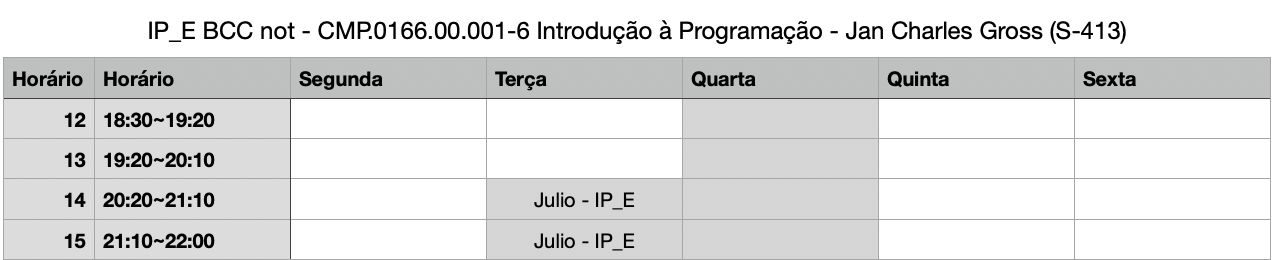 IP_E BCC not - CMP.0166.00.001-6 Introdução à Programação - Jan Charles Gross (S-413)
Horário Horário Segunda Terça Quarta Quinta Sexta
12 18:30~19:20
13 19:20~20:10
14 20:20~21:10 Julio - IP_E
15 21:10~22:00 Julio - IP_E